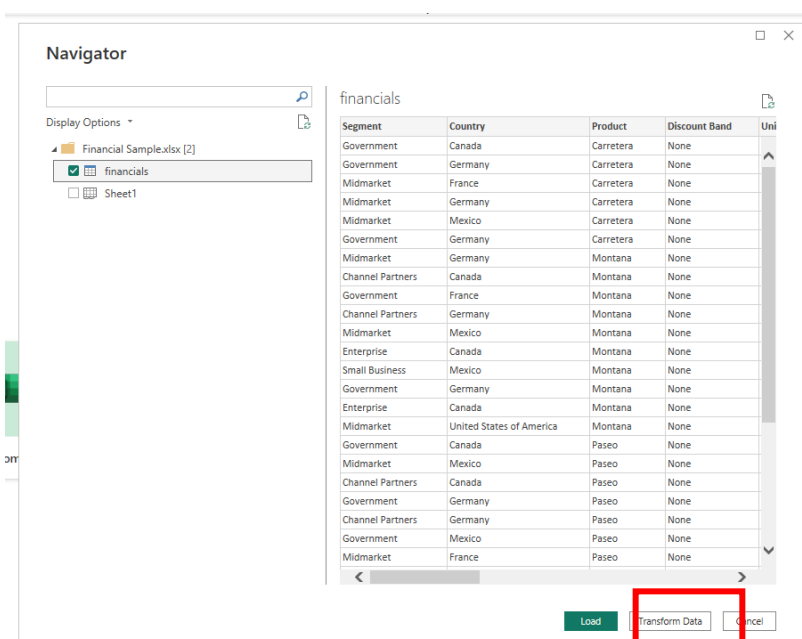 Navigator
Display Options
Financial Sample.xlsx [2]
financials
Sheet1
financials
Segment Country Product Discount Band Uni
Government Canada Carretera None
Government Germany Carretera None
Midmarket France Carretera None
Midmarket Germany Carretera None
Midmarket Mexico Carretera None
Government Germany Carretera None
Midmarket Germany Montana None
Channel Partners Canada Montana None
Government France Montana None
Channel Partners Germany Montana None
Midmarket Mexico Montana None
Enterprise Canada Montana None
Small Business Mexico Montana None
Government Germany Montana None
Enterprise Canada Montana None
Midmarket United States of America Montana None
Government Canada Paseo None
Midmarket Mexico Paseo None
Channel Partners Canada Paseo None
Government Germany Paseo None
Channel Partners Germany Paseo None
Government Mexico Paseo None
Midmarket France Paseo None
om
Load Transform Data Cancel